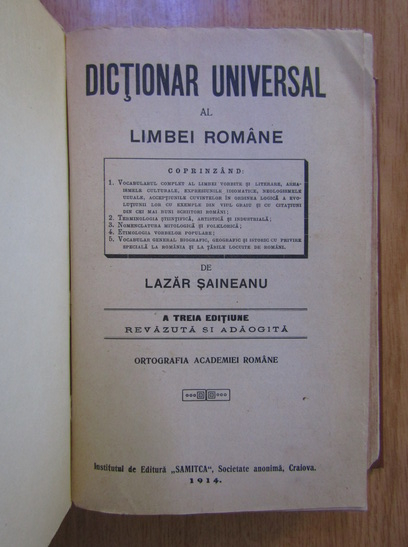 DICȚIONAR UNIVERSAL
AL
LIMBEI ROMÂNE
COPRINZÂND:
1. Vocabularul complet al limbei vorbite și literare, arha-
ismele culturale, expresiunile idiomatice, neologismele
uzuale, accepțiunile cuvintelor în ordinea logică a evo-
luțiunii lor cu exemple din viul graiu și cu citațiuni
din cei mai buni scriitori români;
2. Terminologia științifică, artistică și industrială;
3. Nomenclatura mitologică și folklorică;
4. Etimologia vorbelor populare;
5. Vocabular general biografic, geografic și istoric cu privire
specială la România și la țările locuite de români.
DE
LAZĂR ȘAINEANU
A TREIA EDIȚIUNE
REVĂZUTĂ SI ADĂOGITĂ
ORTOGRAFIA ACADEMIEI ROMÂNE
Institutul de Editură „SAMITCA", Societate anonimă, Craiova.
1914.